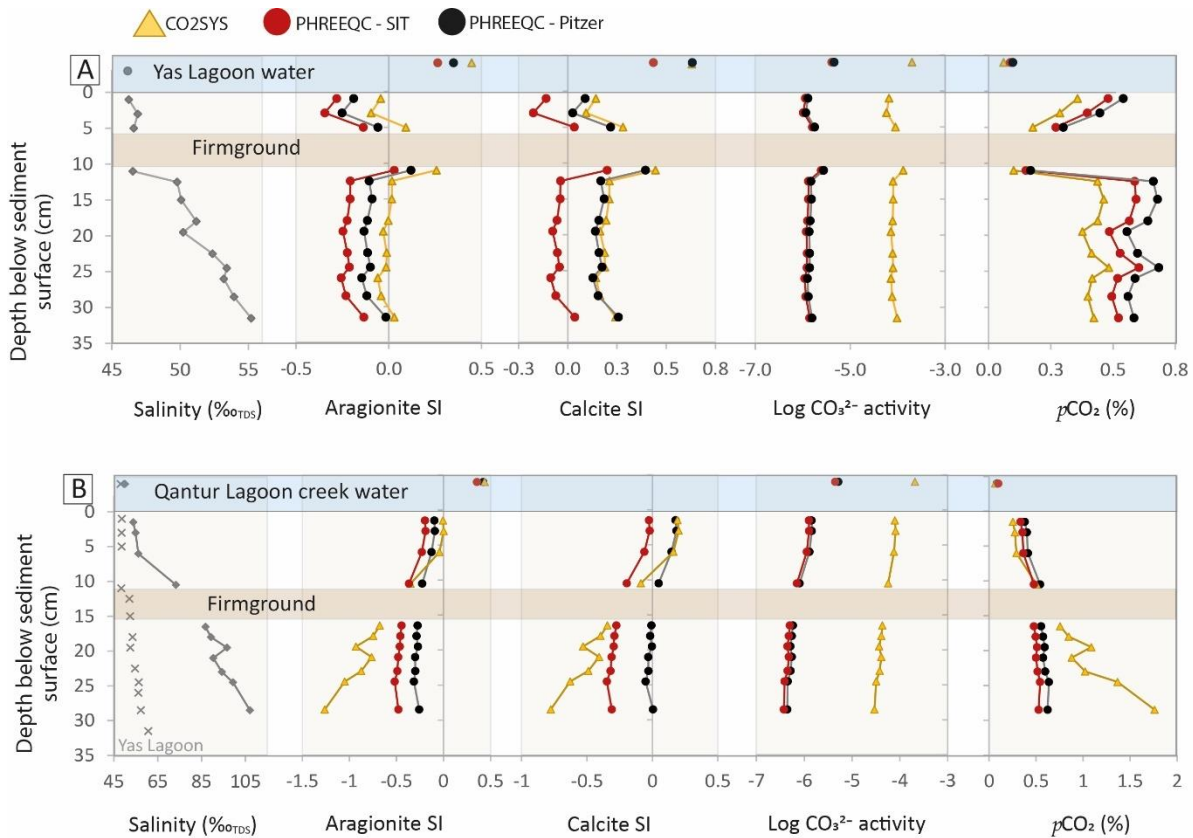 CO2SYS PHREEQC - SIT PHREEQC - Pitzer
A
Yas Lagoon water
Firmground
Depth below sediment
surface (cm)
0
5
10
15
20
25
30
35
45 50 55 60
-0.5 0.0 0.5
-0.3 0.0 0.3 0.5 0.8
-7.0 -5.0 -3.0
0.0 0.3 0.5 0.8
Salinity (‰TDS) Aragionite SI Calcite SI Log CO₃²⁻ activity pCO₂ (%)
B
Qantur Lagoon creek water
Firmground
Yas Lagoon
Depth below sediment
surface (cm)
0
5
10
15
20
25
30
35
45 65 85 105
-1.5 -1 -0.5 0 0.5
-1 -0.5 0 0.5
-7 -6 -5 -4 -3
0 0.5 1 1.5 2
Salinity (‰TDS) Aragionite SI Calcite SI Log CO₃²⁻ activity pCO₂ (%)